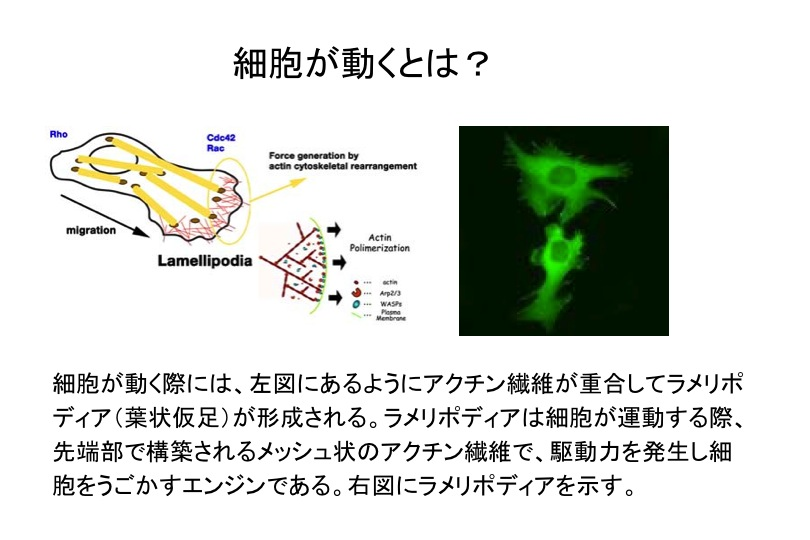 細胞が動くとは？
Rho
Cdc42
Rac
Force generation by
actin cytoskeletal rearrangement
migration
Lamellipodia
Actin
Polimerization
actin
Arp2/3
WASPs
Plasma
Membrane
細胞が動く際には、左図にあるようにアクチン繊維が重合してラメリポ
ディア（葉状仮足）が形成される。ラメリポディアは細胞が運動する際、
先端部で構築されるメッシュ状のアクチン繊維で、駆動力を発生し細
胞をうごかすエンジンである。右図にラメリポディアを示す。